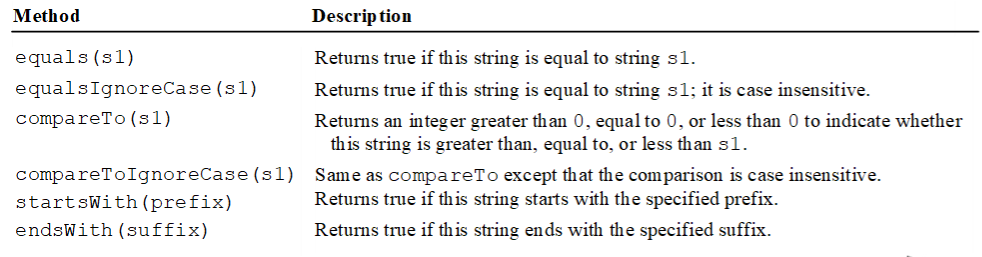 Method Description
equals(s1) Returns true if this string is equal to string s1.
equalsIgnoreCase(s1) Returns true if this string is equal to string s1; it is case insensitive.
compareTo(s1) Returns an integer greater than 0, equal to 0, or less than 0 to indicate whether
this string is greater than, equal to, or less than s1.
compareToIgnoreCase(s1) Same as compareTo except that the comparison is case insensitive.
startsWith(prefix) Returns true if this string starts with the specified prefix.
endsWith(suffix) Returns true if this string ends with the specified suffix.